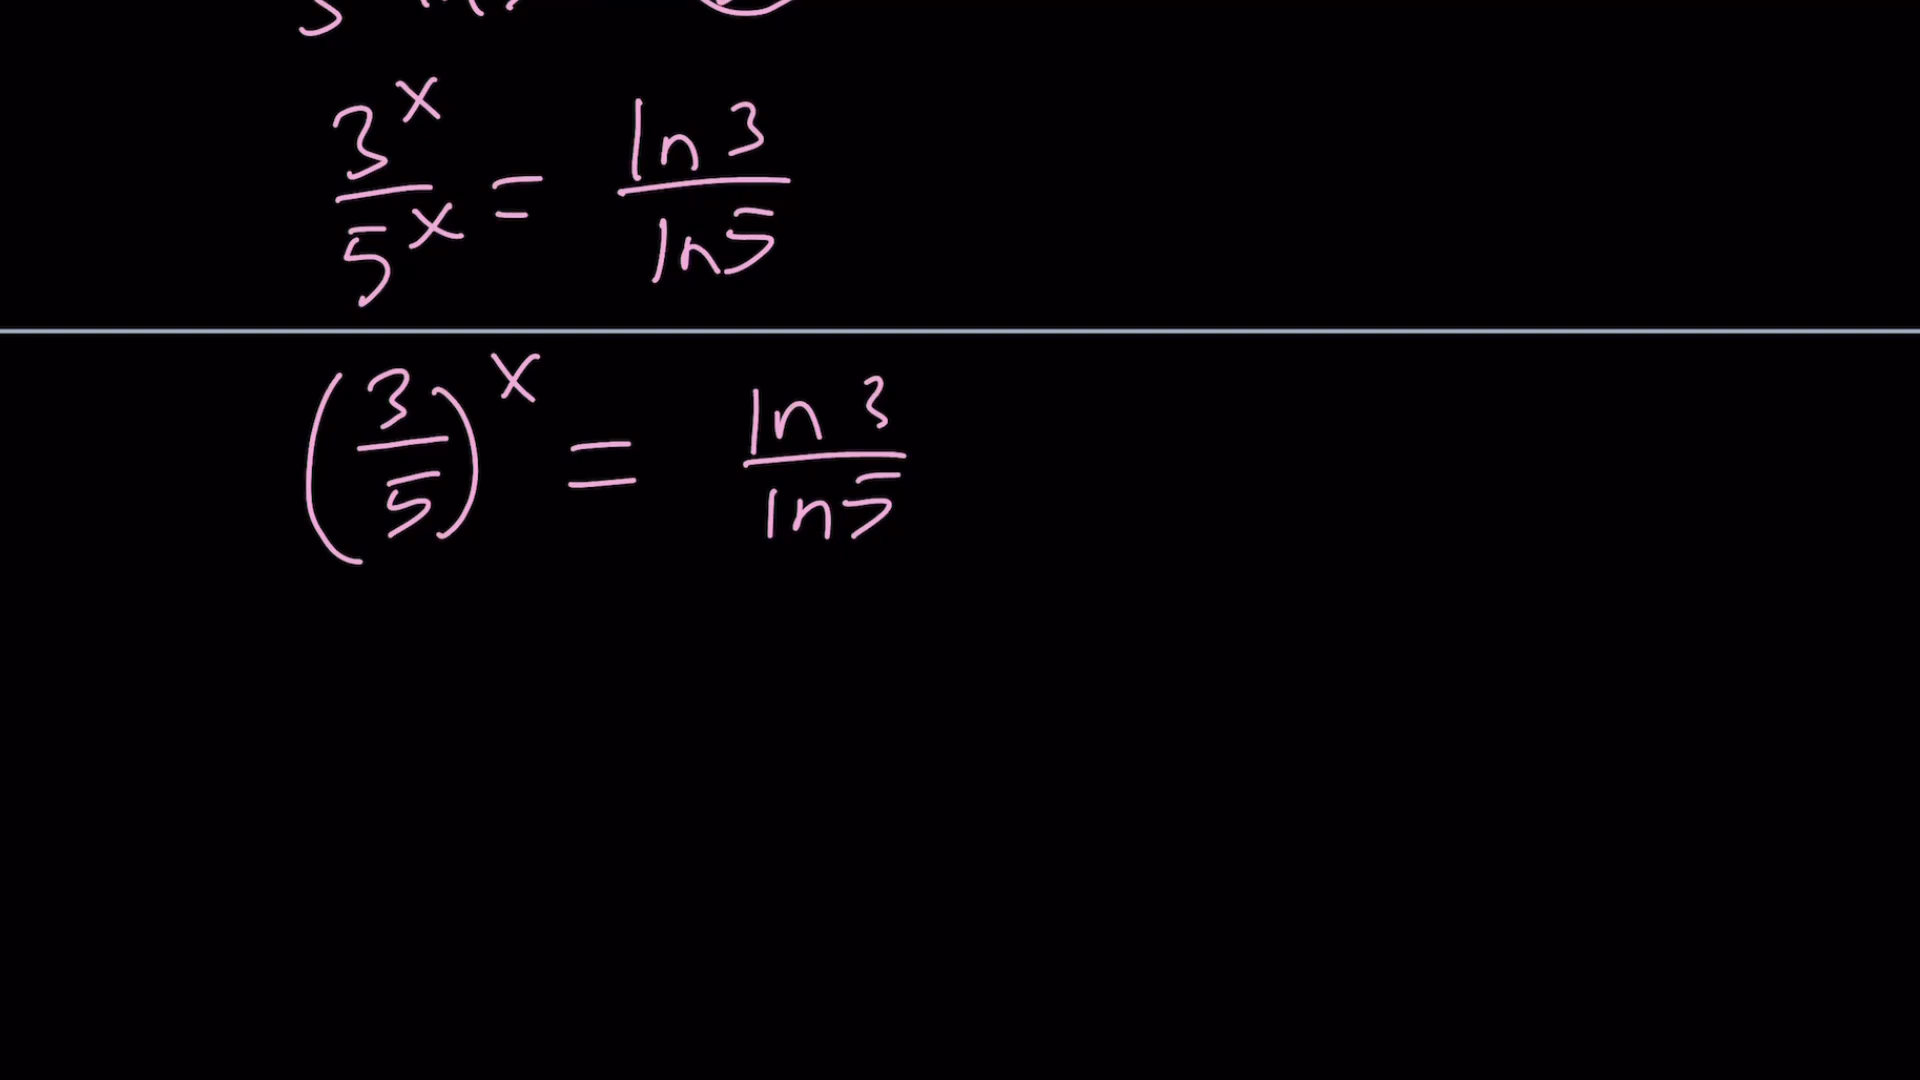 3^x / 5^x = ln 3 / ln 5
(3/5)^x = ln 3 / ln 5